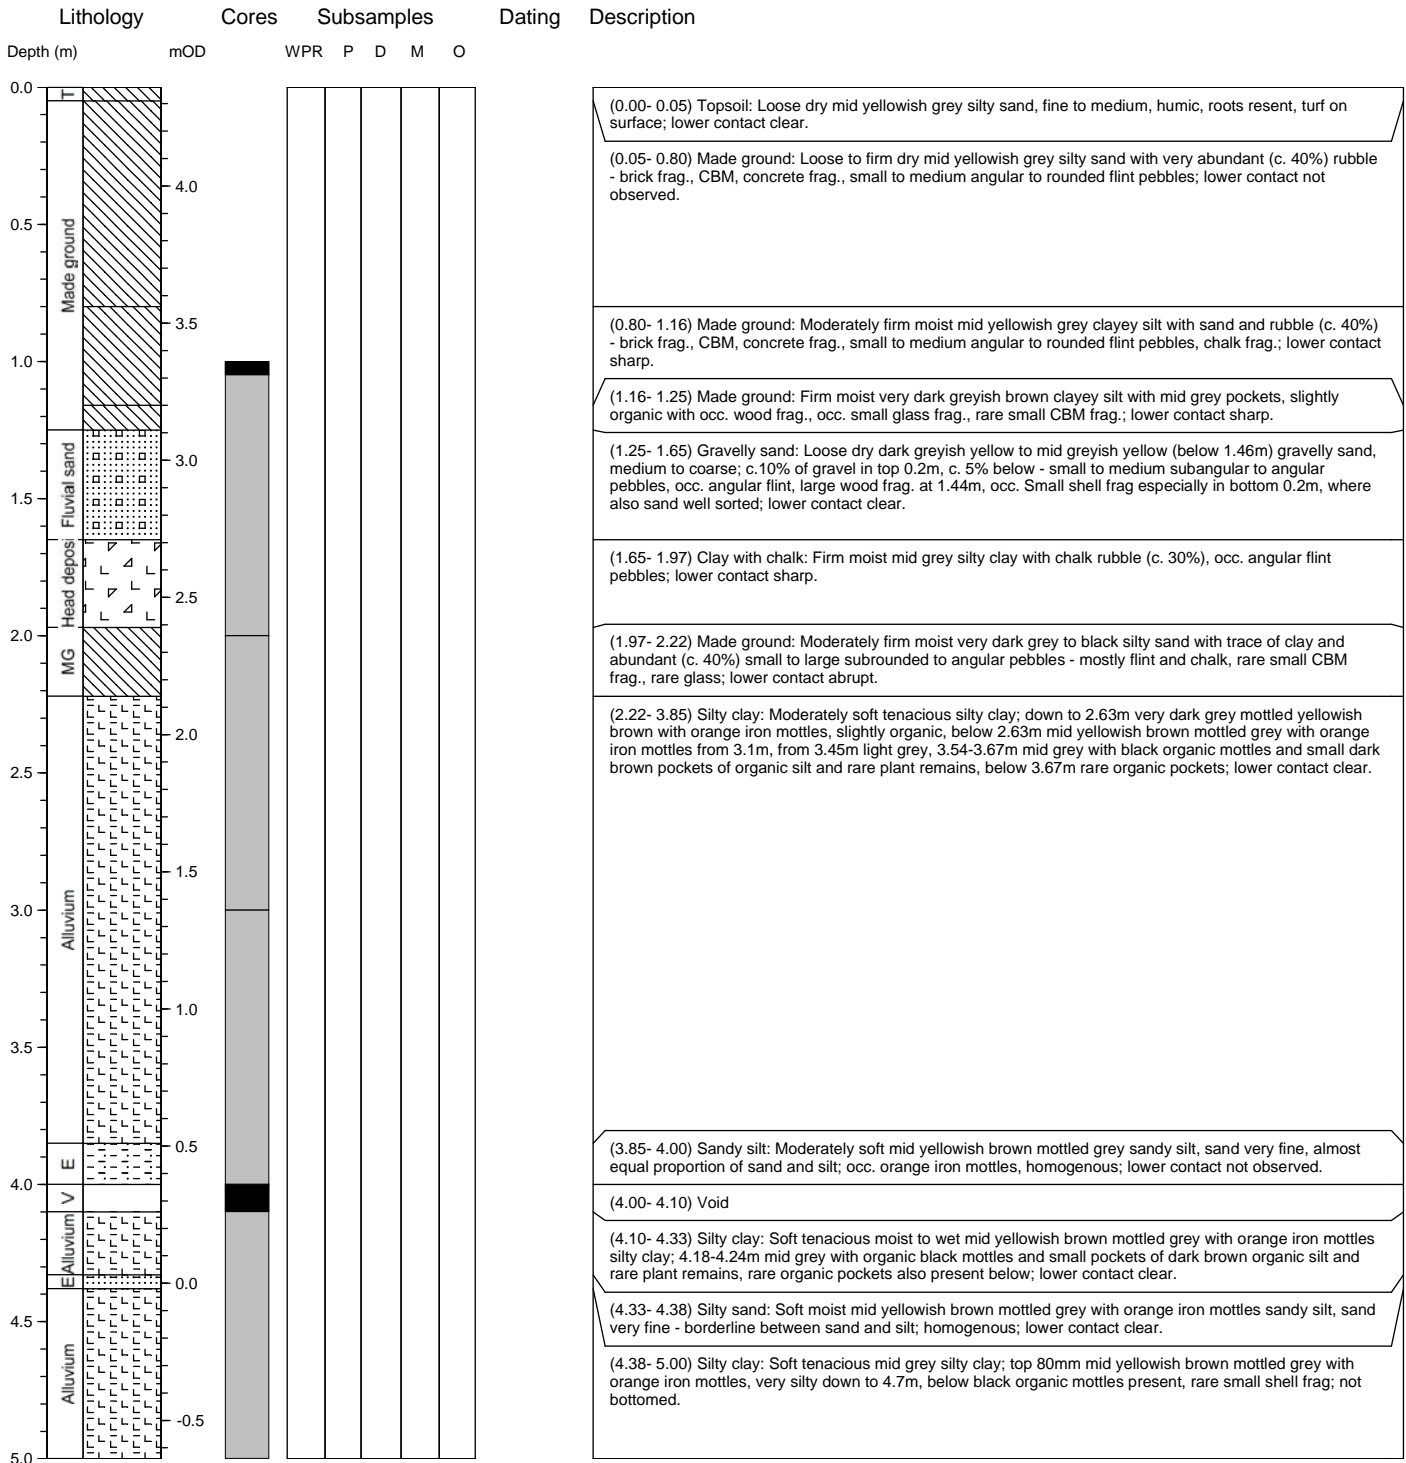 Lithology Cores Subsamples Dating Description
Depth (m) mOD WPR P D M O
0.0
0.5
1.0
1.5
2.0
2.5
3.0
3.5
4.0
4.5
5.0
T
Made ground
Fluvial sand
Head deposi
MG
Alluvium
E
V
Alluvium
E
Alluvium
4.0
3.5
3.0
2.5
2.0
1.5
1.0
0.5
0.0
-0.5
(0.00- 0.05) Topsoil: Loose dry mid yellowish grey silty sand, fine to medium, humic, roots resent, turf on
surface; lower contact clear.
(0.05- 0.80) Made ground: Loose to firm dry mid yellowish grey silty sand with very abundant (c. 40%) rubble
- brick frag., CBM, concrete frag., small to medium angular to rounded flint pebbles; lower contact not
observed.
(0.80- 1.16) Made ground: Moderately firm moist mid yellowish grey clayey silt with sand and rubble (c. 40%)
- brick frag., CBM, concrete frag., small to medium angular to rounded flint pebbles, chalk frag.; lower contact
sharp.
(1.16- 1.25) Made ground: Firm moist very dark greyish brown clayey silt with mid grey pockets, slightly
organic with occ. wood frag., occ. small glass frag., rare small CBM frag.; lower contact sharp.
(1.25- 1.65) Gravelly sand: Loose dry dark greyish yellow to mid greyish yellow (below 1.46m) gravelly sand,
medium to coarse; c.10% of gravel in top 0.2m, c. 5% below - small to medium subangular to angular
pebbles, occ. angular flint, large wood frag. at 1.44m, occ. Small shell frag especially in bottom 0.2m, where
also sand well sorted; lower contact clear.
(1.65- 1.97) Clay with chalk: Firm moist mid grey silty clay with chalk rubble (c. 30%), occ. angular flint
pebbles; lower contact sharp.
(1.97- 2.22) Made ground: Moderately firm moist very dark grey to black silty sand with trace of clay and
abundant (c. 40%) small to large subrounded to angular pebbles - mostly flint and chalk, rare small CBM
frag., rare glass; lower contact abrupt.
(2.22- 3.85) Silty clay: Moderately soft tenacious silty clay; down to 2.63m very dark grey mottled yellowish
brown with orange iron mottles, slightly organic, below 2.63m mid yellowish brown mottled grey with orange
iron mottles from 3.1m, from 3.45m light grey, 3.54-3.67m mid grey with black organic mottles and small dark
brown pockets of organic silt and rare plant remains, below 3.67m rare organic pockets; lower contact clear.
(3.85- 4.00) Sandy silt: Moderately soft mid yellowish brown mottled grey sandy silt, sand very fine, almost
equal proportion of sand and silt; occ. orange iron mottles, homogenous; lower contact not observed.
(4.00- 4.10) Void
(4.10- 4.33) Silty clay: Soft tenacious moist to wet mid yellowish brown mottled grey with orange iron mottles
silty clay; 4.18-4.24m mid grey with organic black mottles and small pockets of dark brown organic silt and
rare plant remains, rare organic pockets also present below; lower contact clear.
(4.33- 4.38) Silty sand: Soft moist mid yellowish brown mottled grey with orange iron mottles sandy silt, sand
very fine - borderline between sand and silt; homogenous; lower contact clear.
(4.38- 5.00) Silty clay: Soft tenacious mid grey silty clay; top 80mm mid yellowish brown mottled grey with
orange iron mottles, very silty down to 4.7m, below black organic mottles present, rare small shell frag; not
bottomed.